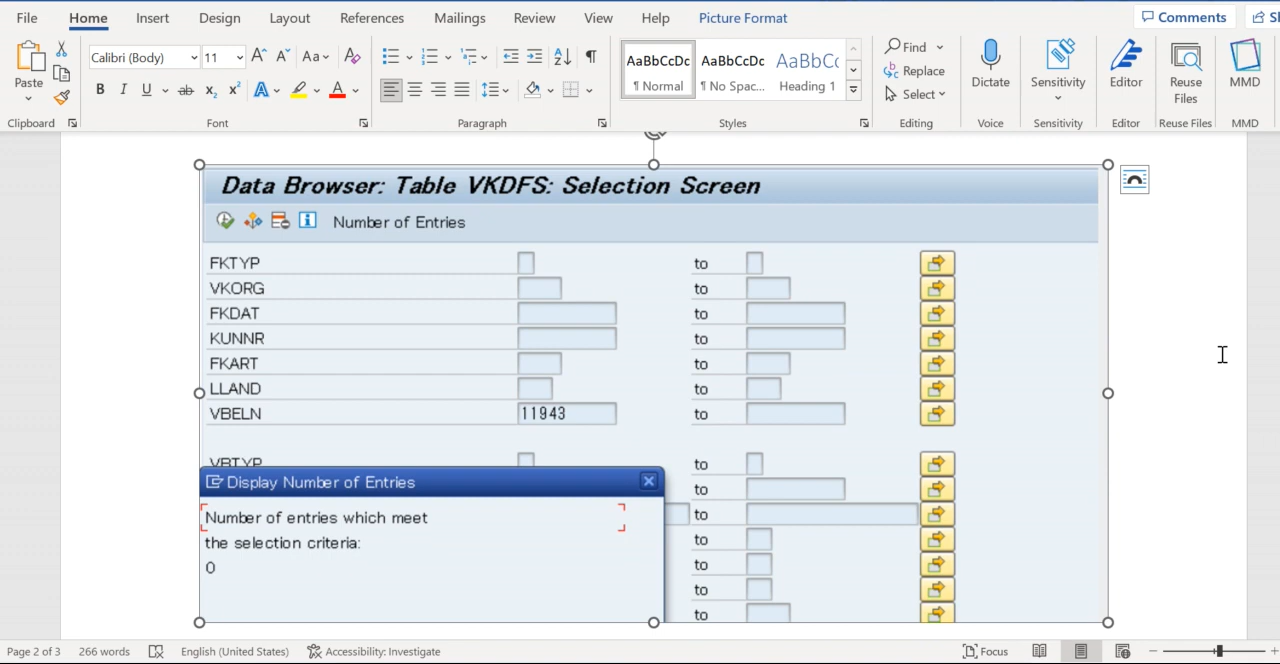 File Home Insert Design Layout References Mailings Review View Help Picture Format Comments Sh
Paste
Calibri (Body) 11 A A Aa A
B I U ab x₂ x² A A
AaBbCcDc AaBbCcDc AaBbCc
¶ Normal ¶ No Spac... Heading 1
Find
Replace
Select
Dictate
Sensitivity
Editor
Reuse
Files
MMD
Clipboard Font Paragraph Styles Editing Voice Sensitivity Editor Reuse Files MMD
Data Browser: Table VKDFS: Selection Screen
Number of Entries
FKTYP to
VKORG to
FKDAT to
KUNNR to
FKART to
LLAND to
VBELN 11943 to
VBTYP to
to
to
to
to
to
to
Display Number of Entries
Number of entries which meet
the selection criteria:
0
Page 2 of 3 266 words English (United States) Accessibility: Investigate Focus